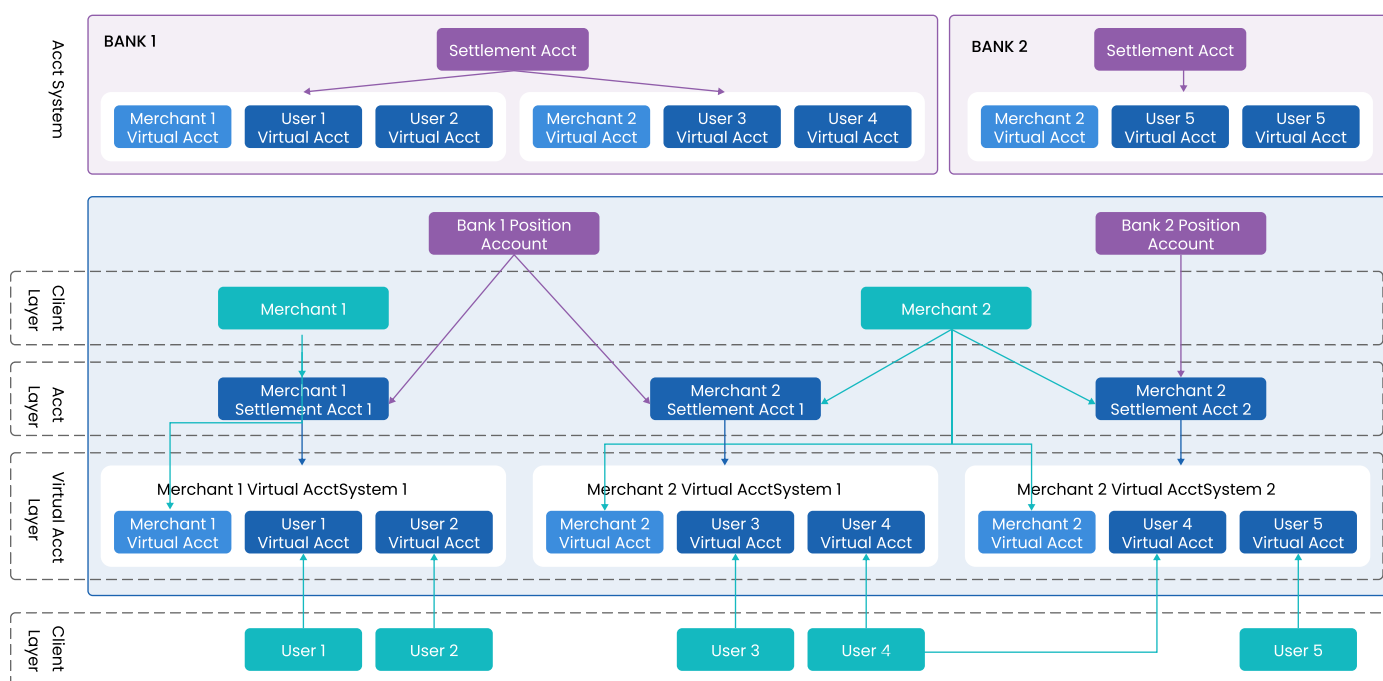 Acct System
BANK 1
Settlement Acct
Merchant 1
Virtual Acct
User 1
Virtual Acct
User 2
Virtual Acct
Merchant 2
Virtual Acct
User 3
Virtual Acct
User 4
Virtual Acct
BANK 2
Settlement Acct
Merchant 2
Virtual Acct
User 5
Virtual Acct
User 5
Virtual Acct
Bank 1 Position
Account
Bank 2 Position
Account
Client
Layer
Merchant 1
Merchant 2
Acct
Layer
Merchant 1
Settlement Acct 1
Merchant 2
Settlement Acct 1
Merchant 2
Settlement Acct 2
Virtual Acct
Layer
Merchant 1 Virtual AcctSystem 1
Merchant 1
Virtual Acct
User 1
Virtual Acct
User 2
Virtual Acct
Merchant 2 Virtual AcctSystem 1
Merchant 2
Virtual Acct
User 3
Virtual Acct
User 4
Virtual Acct
Merchant 2 Virtual AcctSystem 2
Merchant 2
Virtual Acct
User 4
Virtual Acct
User 5
Virtual Acct
Client
Layer
User 1
User 2
User 3
User 4
User 5